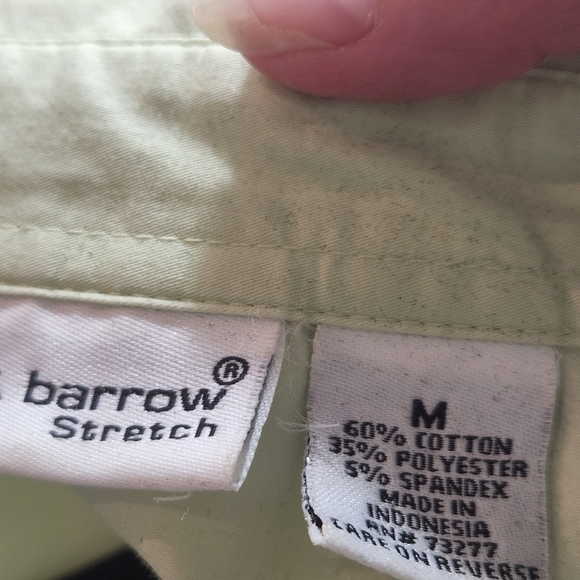 barrow®
Stretch
M
60% COTTON
35% POLYESTER
5% SPANDEX
MADE IN
INDONESIA
RN# 73277
CARE ON REVERSE